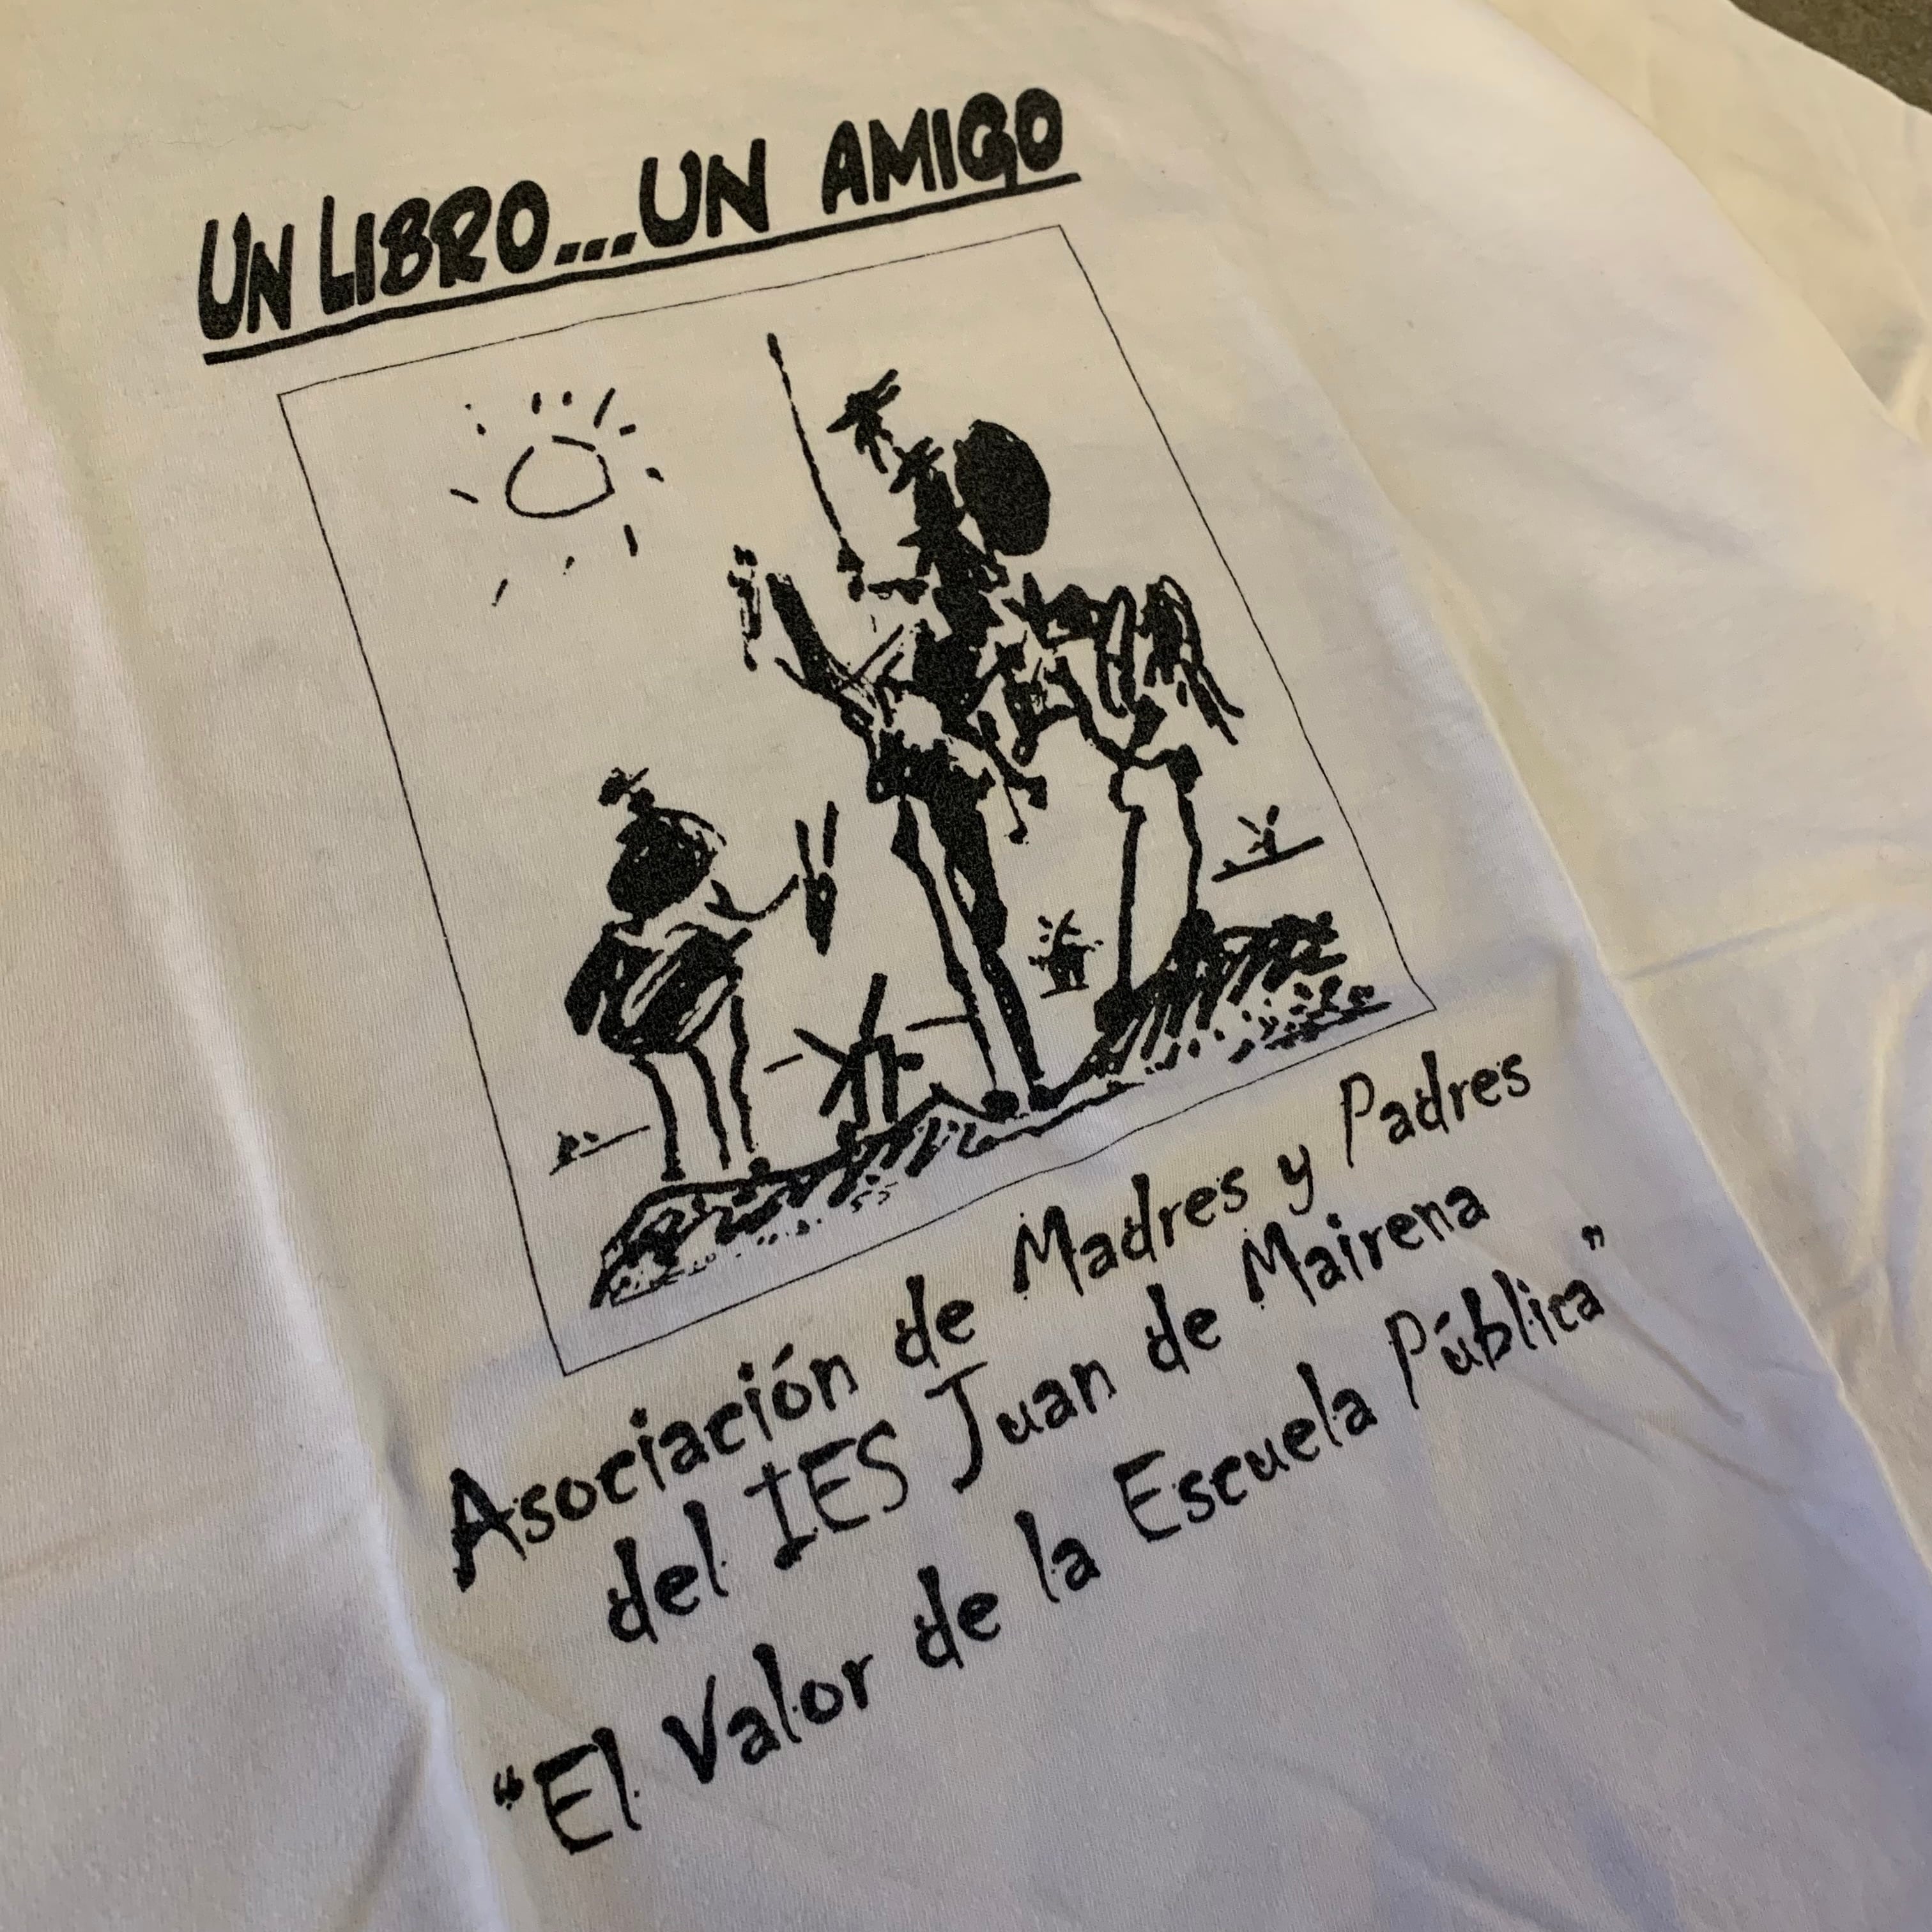 UN LIBRO...UN AMIGO
Asociación de Madres y Padres
del IES Juan de Mairena
"El Valor de la Escuela Pública"